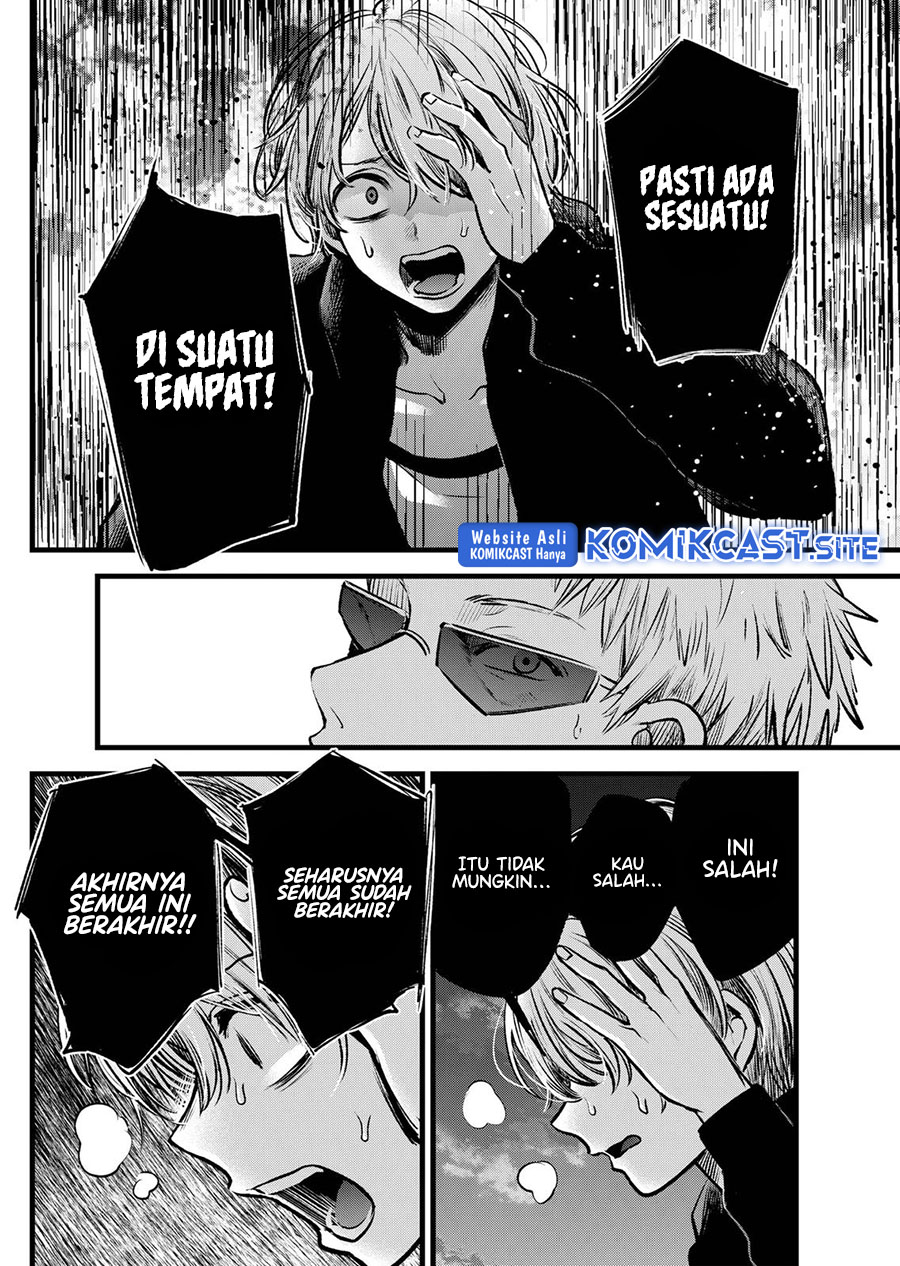 PASTI ADA
SESUATU!
DI SUATU
TEMPAT!
Website Asli
KOMIKCAST Hanya
KOMIKCAST.SITE
INI
SALAH!
KAU
SALAH...
ITU TIDAK
MUNGKIN...
SEHARUSNYA
SEMUA SUDAH
BERAKHIR!
AKHIRNYA
SEMUA INI
BERAKHIR!!